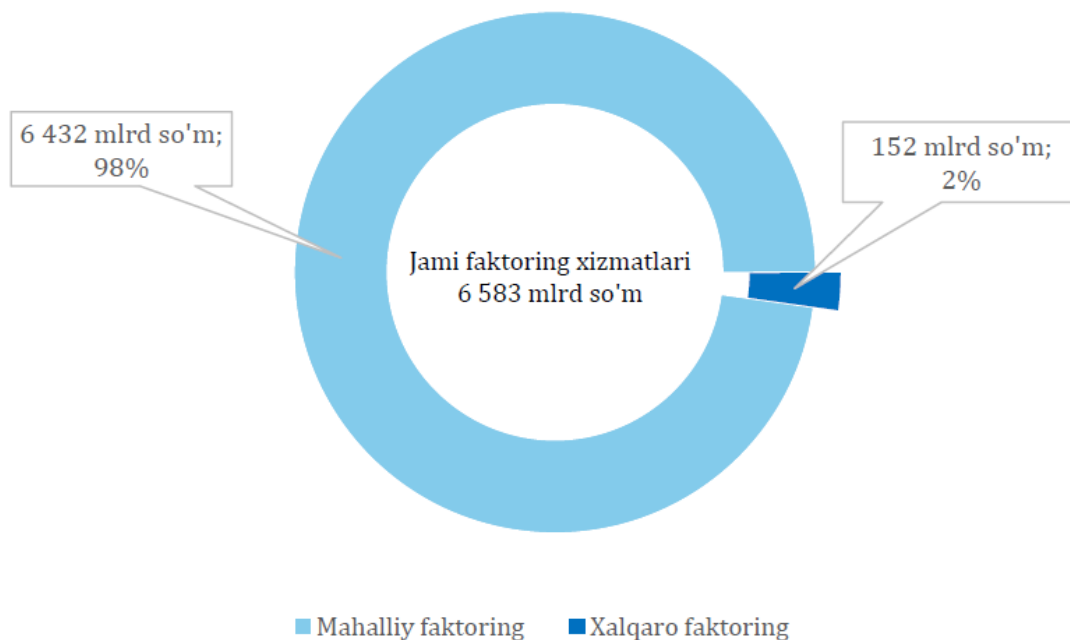 6 432 mlrd so'm;
98%
152 mlrd so'm;
2%
Jami faktoring xizmatlari
6 583 mlrd so'm
Mahalliy faktoring
Xalqaro faktoring